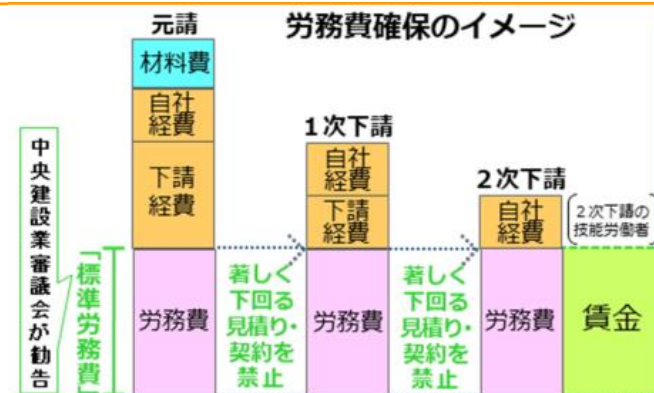 労務費確保のイメージ
元請
材料費
自社
経費
下請
経費
労務費
1次下請
自社
経費
下請
経費
労務費
2次下請
自社
経費
労務費
2次下請の
技能労働者
賃金
中央建設業審議会が勧告
「標準労務費」
著しく
下回る
見積り・
契約を
禁止
著しく
下回る
見積り・
契約を
禁止